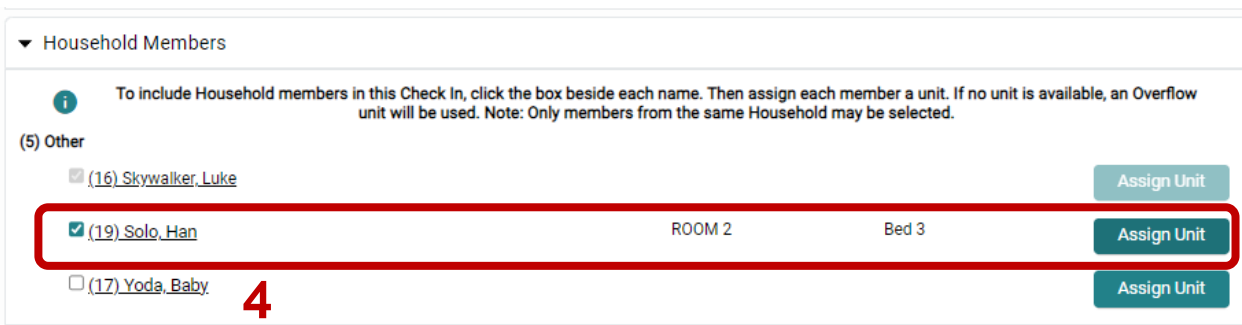 Household Members
To include Household members in this Check In, click the box beside each name. Then assign each member a unit. If no unit is available, an Overflow
unit will be used. Note: Only members from the same Household may be selected.
(5) Other
(16) Skywalker, Luke Assign Unit
(19) Solo, Han ROOM 2 Bed 3 Assign Unit
(17) Yoda, Baby Assign Unit
4